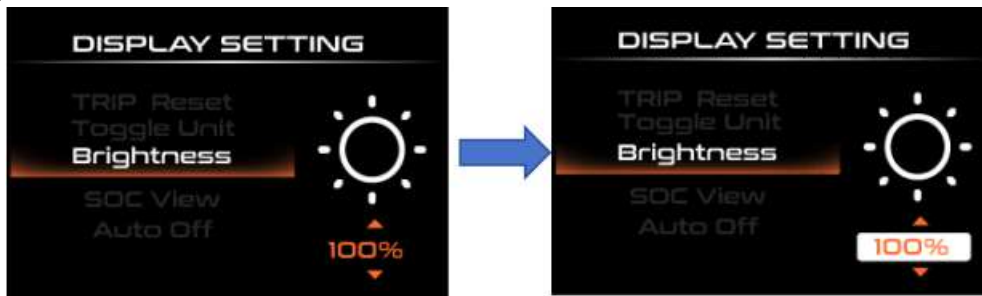 DISPLAY SETTING
TRIP Reset
Toggle Unit
Brightness
SOC View
Auto Off
100%
DISPLAY SETTING
TRIP Reset
Toggle Unit
Brightness
SOC View
Auto Off
100%